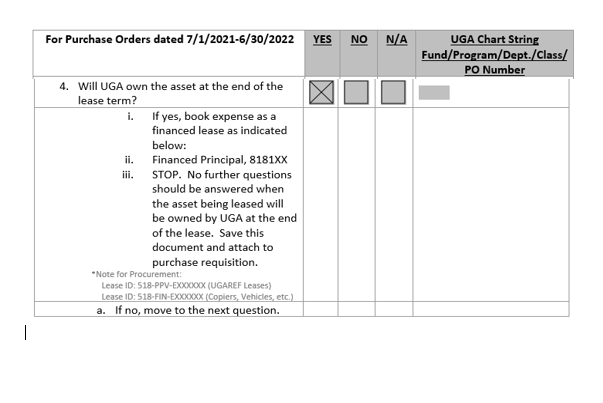 For Purchase Orders dated 7/1/2021-6/30/2022 YES NO N/A UGA Chart String
Fund/Program/Dept./Class/
PO Number
4. Will UGA own the asset at the end of the
lease term?
i. If yes, book expense as a
financed lease as indicated
below:
ii. Financed Principal, 8181XX
iii. STOP. No further questions
should be answered when
the asset being leased will
be owned by UGA at the end
of the lease. Save this
document and attach to
purchase requisition.
*Note for Procurement:
Lease ID: 518-PPV-EXXXXXX (UGAREF Leases)
Lease ID: 518-FIN-EXXXXXX (Copiers, Vehicles, etc.)
a. If no, move to the next question.